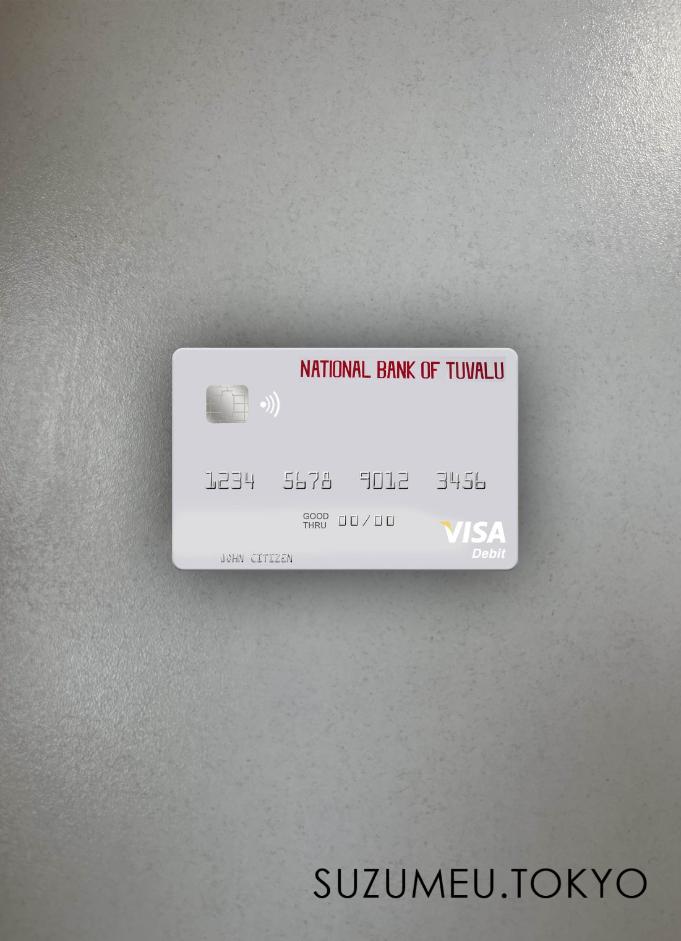 NATIONAL BANK OF TUVALU
1234 5678 9012 3456
GOOD THRU 00/00
VISA
Debit
JOHN CITIZEN
SUZUMEU.TOKYO